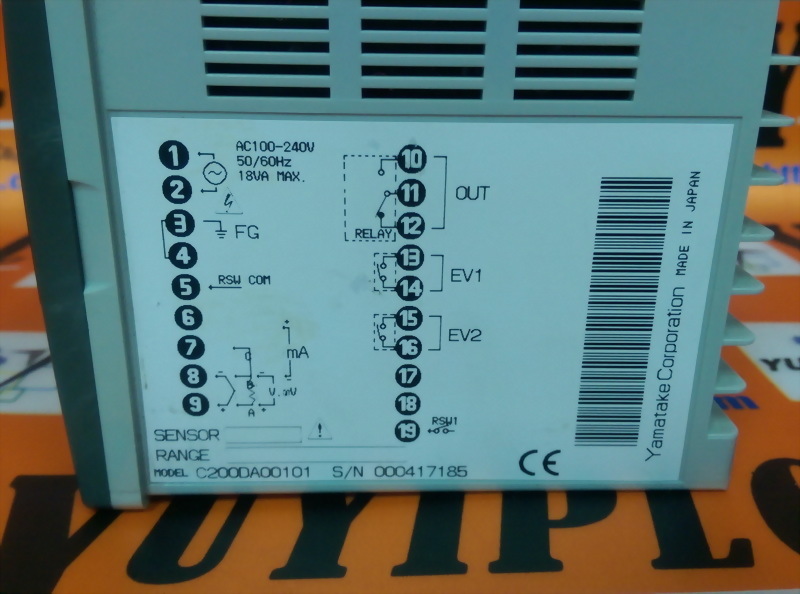 1
AC100-240V
50/60Hz
18VA MAX.
2
3
FG
4
5
RSW COM
6
7
8
9
C
B
A
mA
V, mV
+
-
+
-
+
SENSOR
RANGE
MODEL C200DA00101 S/N 000417185
10
11
12
OUT
RELAY
13
14
EV1
15
16
EV2
17
18
19
RSW1
CE
Yamatake Corporation MADE IN JAPAN
YUYIPLC